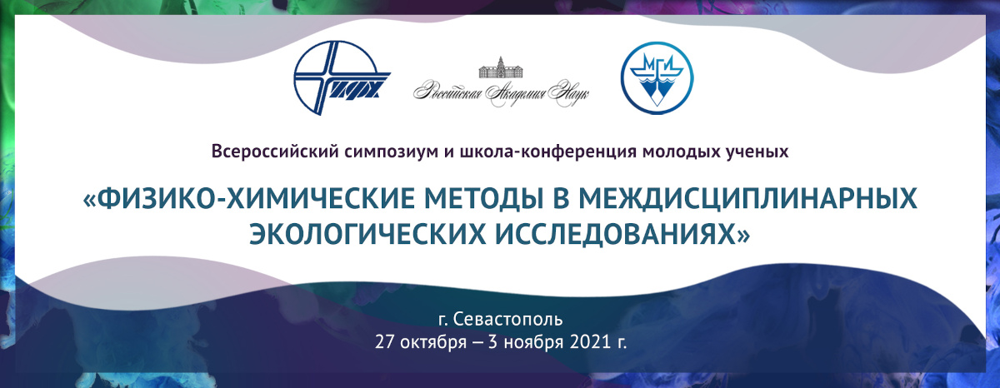 ИФХ
Российская Академия Наук
МГИ
Всероссийский симпозиум и школа-конференция молодых ученых
«ФИЗИКО-ХИМИЧЕСКИЕ МЕТОДЫ В МЕЖДИСЦИПЛИНАРНЫХ
ЭКОЛОГИЧЕСКИХ ИССЛЕДОВАНИЯХ»
г. Севастополь
27 октября – 3 ноября 2021 г.